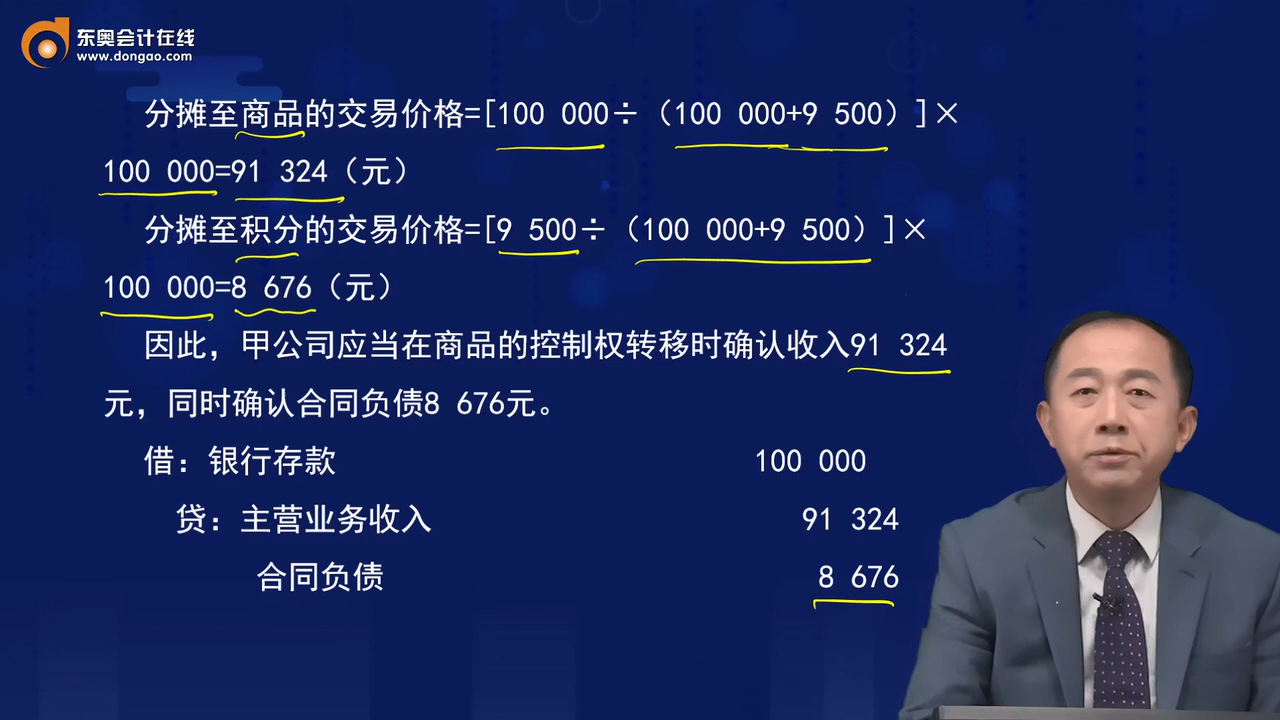 东奥会计在线
www.dongao.com
分摊至商品的交易价格=[100 000÷（100 000+9 500）]×
100 000=91 324（元）
分摊至积分的交易价格=[9 500÷（100 000+9 500）]×
100 000=8 676（元）
因此，甲公司应当在商品的控制权转移时确认收入91 324
元，同时确认合同负债8 676元。
借：银行存款 100 000
贷：主营业务收入 91 324
合同负债 8 676